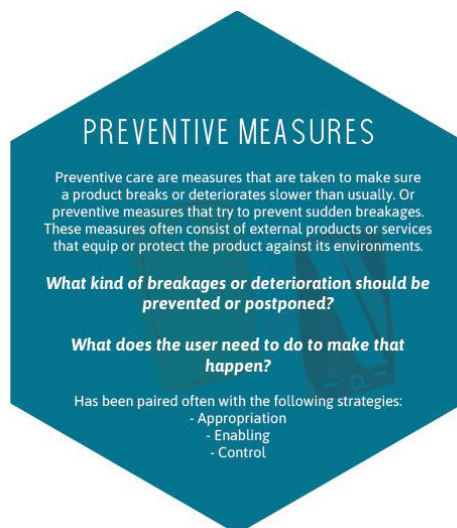 PREVENTIVE MEASURES
Preventive care are measures that are taken to make sure
a product breaks or deteriorates slower than usually. Or
preventive measures that try to prevent sudden breakages.
These measures often consist of external products or services
that equip or protect the product against its environments.
What kind of breakages or deterioration should be
prevented or postponed?
What does the user need to do to make that
happen?
Has been paired often with the following strategies:
- Appropriation
- Enabling
- Control